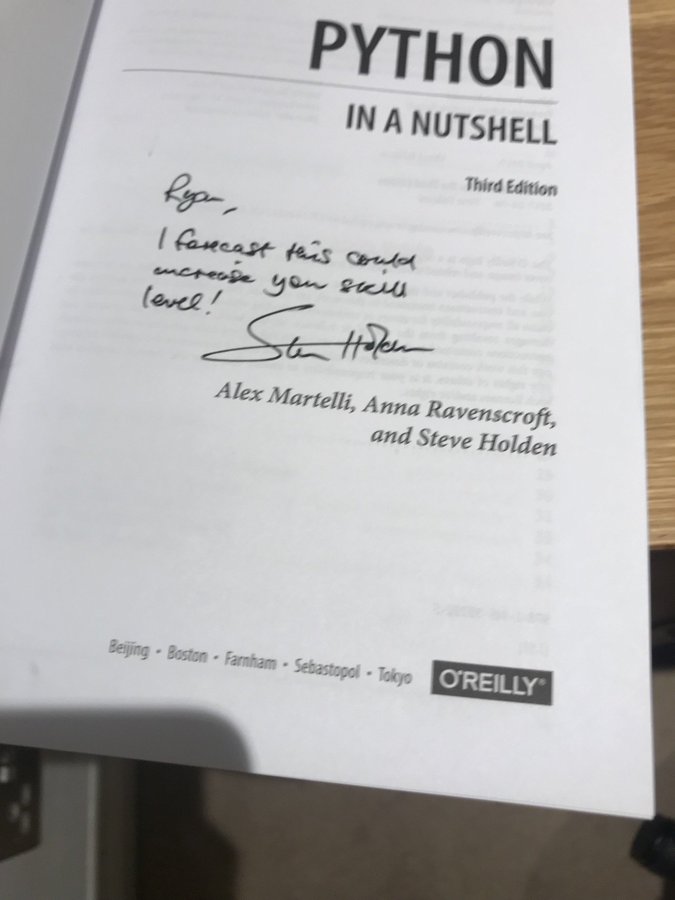 PYTHON
IN A NUTSHELL
Third Edition
Ryan,
I forecast this could
increase your skill
level!
Steve Holden
Alex Martelli, Anna Ravenscroft,
and Steve Holden
Beijing • Boston • Farnham • Sebastopol • Tokyo
O'REILLY®